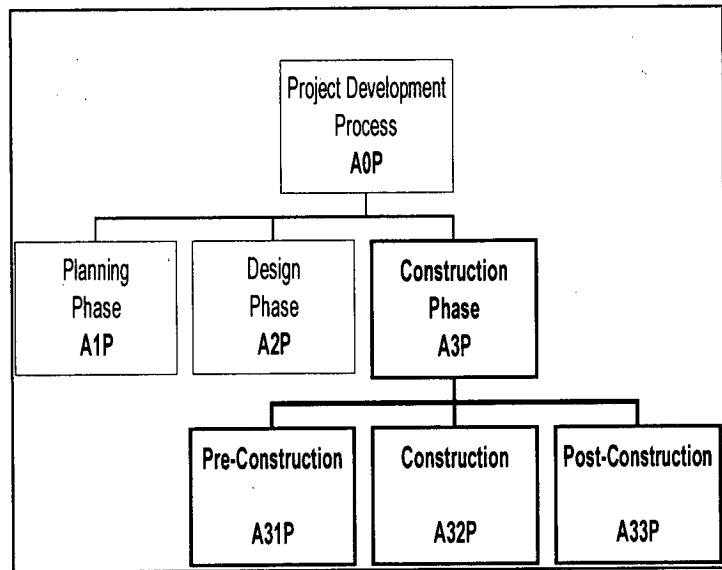 Project Development
Process
A0P
Planning
Phase
A1P
Design
Phase
A2P
Construction
Phase
A3P
Pre-Construction
A31P
Construction
A32P
Post-Construction
A33P